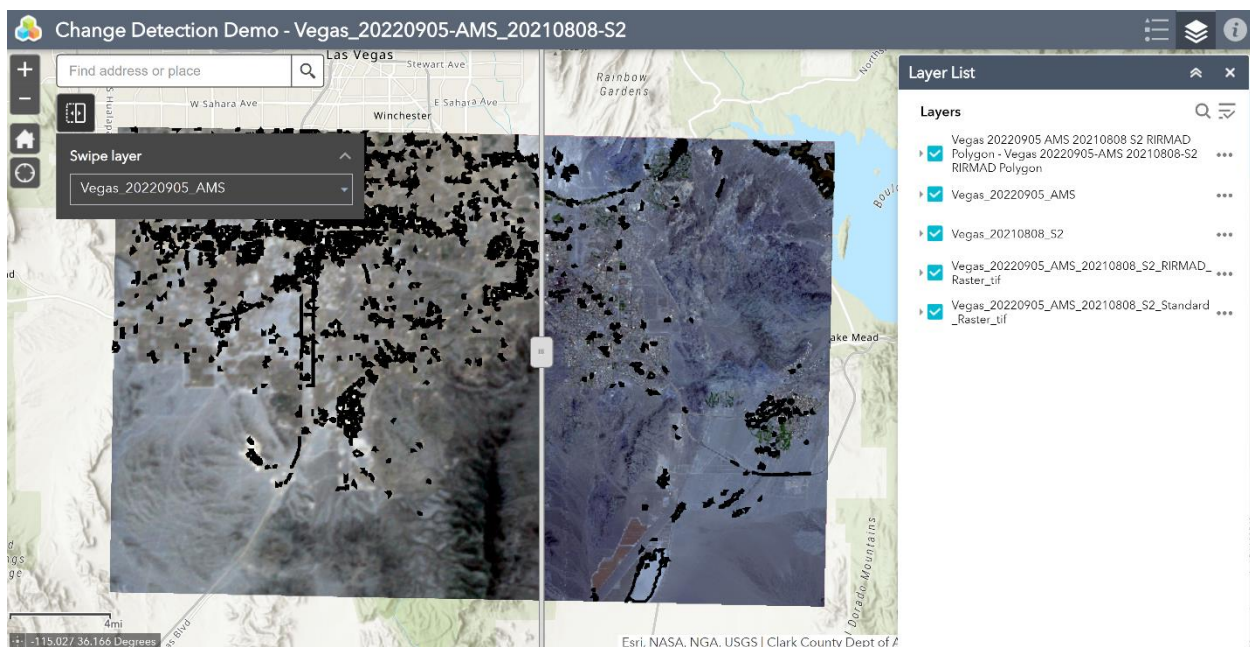 Change Detection Demo - Vegas_20220905-AMS_20210808-S2
Find address or place
Las Vegas
Stewart Ave
Rainbow
Gardens
W Sahara Ave
E Sahara Ave
Winchester
Swipe layer
Vegas_20220905_AMS
Layer List
Layers
Vegas 20220905 AMS 20210808 S2 RIRMAD
Polygon - Vegas 20220905-AMS 20210808-S2
RIRMAD Polygon
Vegas_20220905_AMS
Vegas_20210808_S2
Vegas_20220905_AMS_20210808_S2_RIRMAD_
Raster_tif
Vegas_20220905_AMS_20210808_S2_Standard
_Raster_tif
ake Mead
Dorado Mountains
4mi
-115.027 36.166 Degrees
s Blvd
Esri, NASA, NGA, USGS | Clark County Dept of A